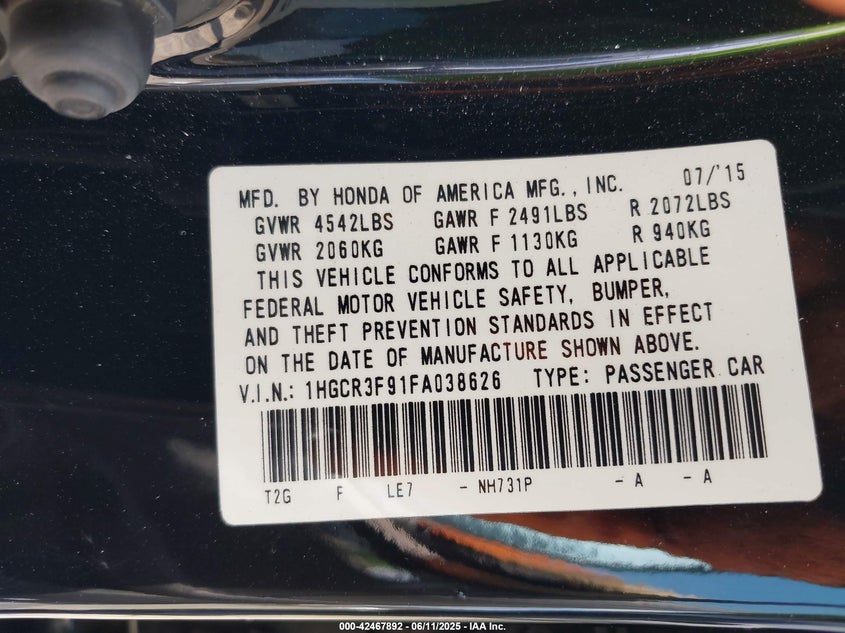 MFD. BY HONDA OF AMERICA MFG., INC. 07/'15
GVWR 4542LBS GAWR F 2491LBS R 2072LBS
GVWR 2060KG GAWR F 1130KG R 940KG
THIS VEHICLE CONFORMS TO ALL APPLICABLE
FEDERAL MOTOR VEHICLE SAFETY, BUMPER,
AND THEFT PREVENTION STANDARDS IN EFFECT
ON THE DATE OF MANUFACTURE SHOWN ABOVE.
V.I.N.: 1HGCR3F91FA038626 TYPE: PASSENGER CAR
T2G F LE7 - NH731P - A - A
000-42467892 - 06/11/2025 - IAA Inc.